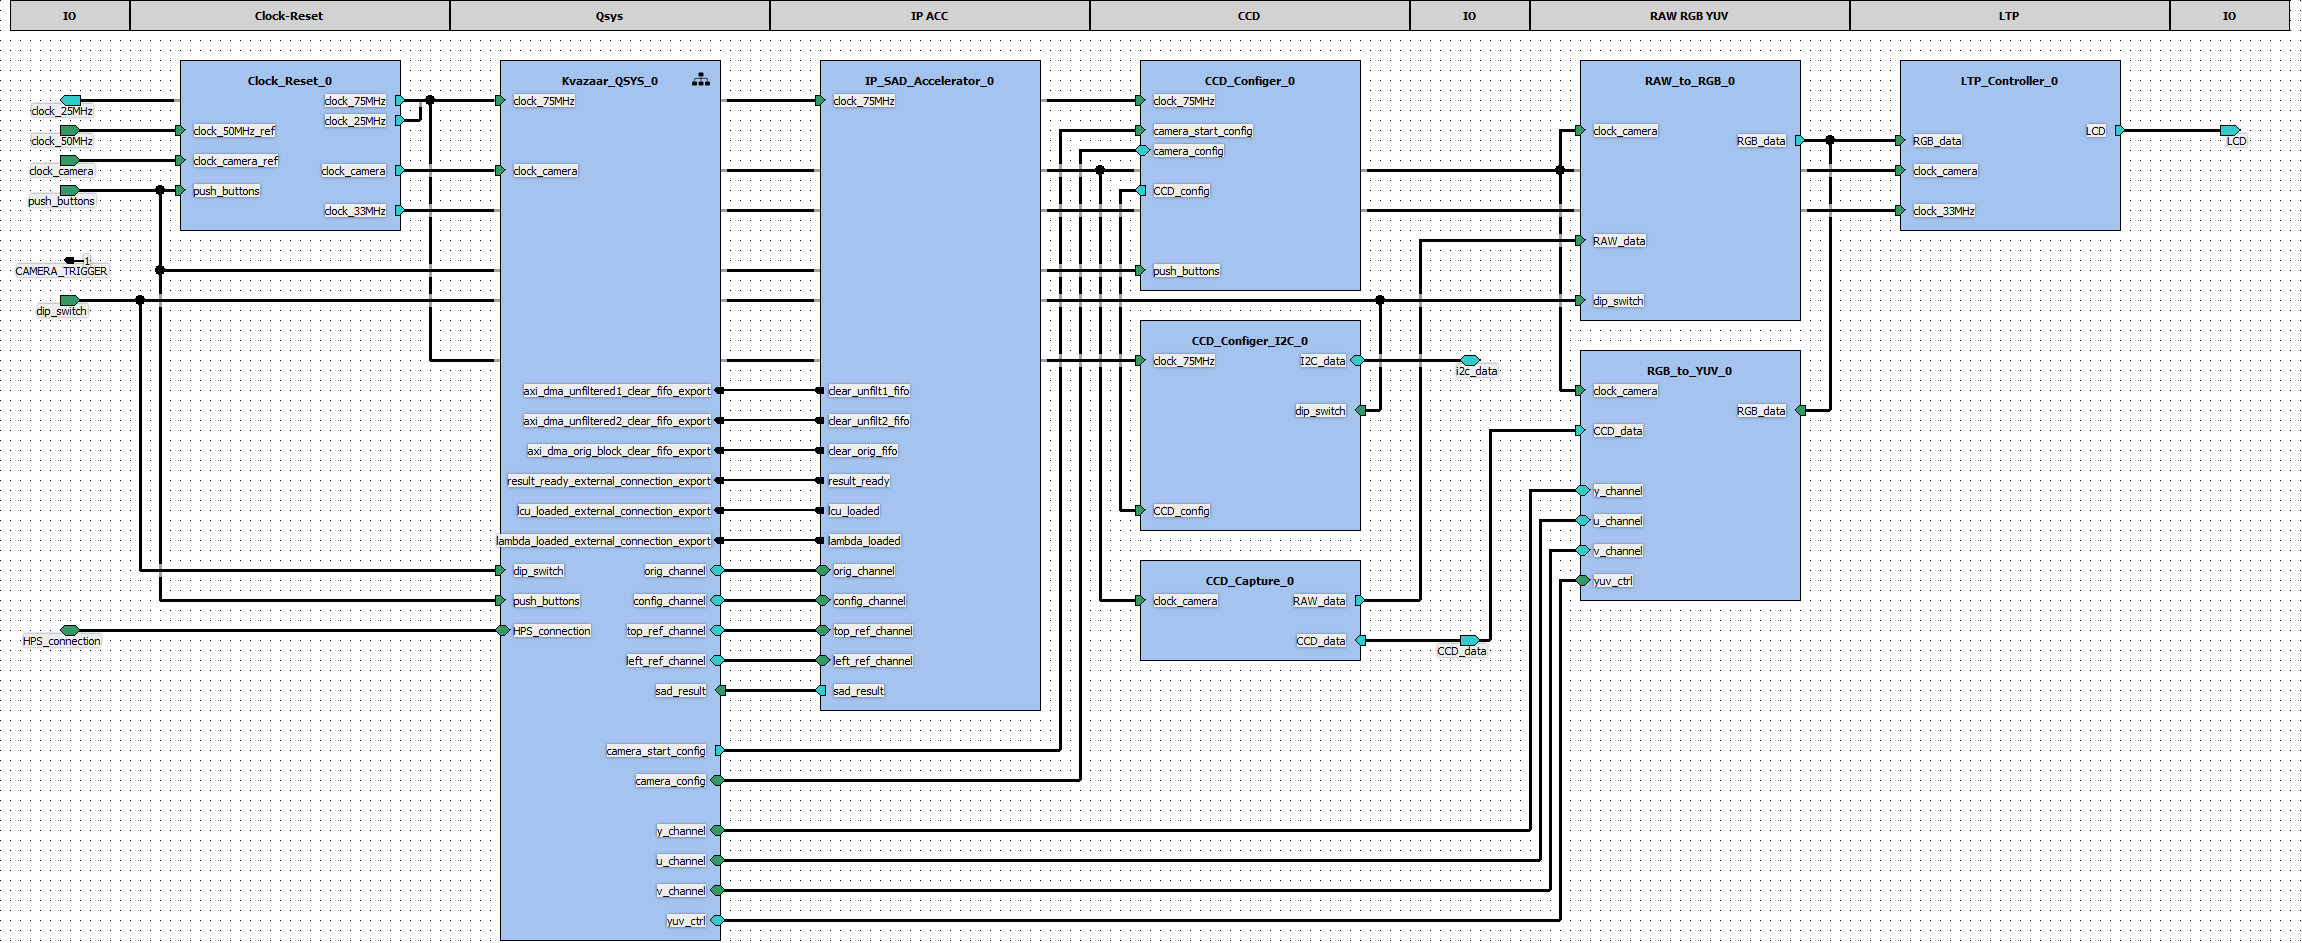 IO
Clock-Reset
Qsys
IP ACC
CCD
IO
RAW RGB YUV
LTP
IO
clock_25MHz
clock_50MHz
clock_camera
push_buttons
1
CAMERA_TRIGGER
dip_switch
HPS_connection
Clock_Reset_0
clock_75MHz
clock_25MHz
clock_50MHz_ref
clock_camera_ref
clock_camera
push_buttons
clock_33MHz
Kvazaar_QSYS_0
clock_75MHz
clock_camera
axi_dma_unfiltered1_clear_fifo_export
axi_dma_unfiltered2_clear_fifo_export
axi_dma_orig_block_clear_fifo_export
result_ready_external_connection_export
lcu_loaded_external_connection_export
lambda_loaded_external_connection_export
dip_switch
orig_channel
push_buttons
config_channel
HPS_connection
top_ref_channel
left_ref_channel
sad_result
camera_start_config
camera_config
y_channel
u_channel
v_channel
yuv_ctrl
IP_SAD_Accelerator_0
clock_75MHz
clear_unfilt1_fifo
clear_unfilt2_fifo
clear_orig_fifo
result_ready
lcu_loaded
lambda_loaded
orig_channel
config_channel
top_ref_channel
left_ref_channel
sad_result
CCD_Configer_0
clock_75MHz
camera_start_config
camera_config
CCD_config
push_buttons
CCD_Configer_I2C_0
clock_75MHz
I2C_data
dip_switch
CCD_config
CCD_Capture_0
clock_camera
RAW_data
CCD_data
i2c_data
CCD_data
RAW_to_RGB_0
clock_camera
RGB_data
RAW_data
dip_switch
RGB_to_YUV_0
clock_camera
RGB_data
CCD_data
y_channel
u_channel
v_channel
yuv_ctrl
LTP_Controller_0
LCD
RGB_data
clock_camera
clock_33MHz
LCD